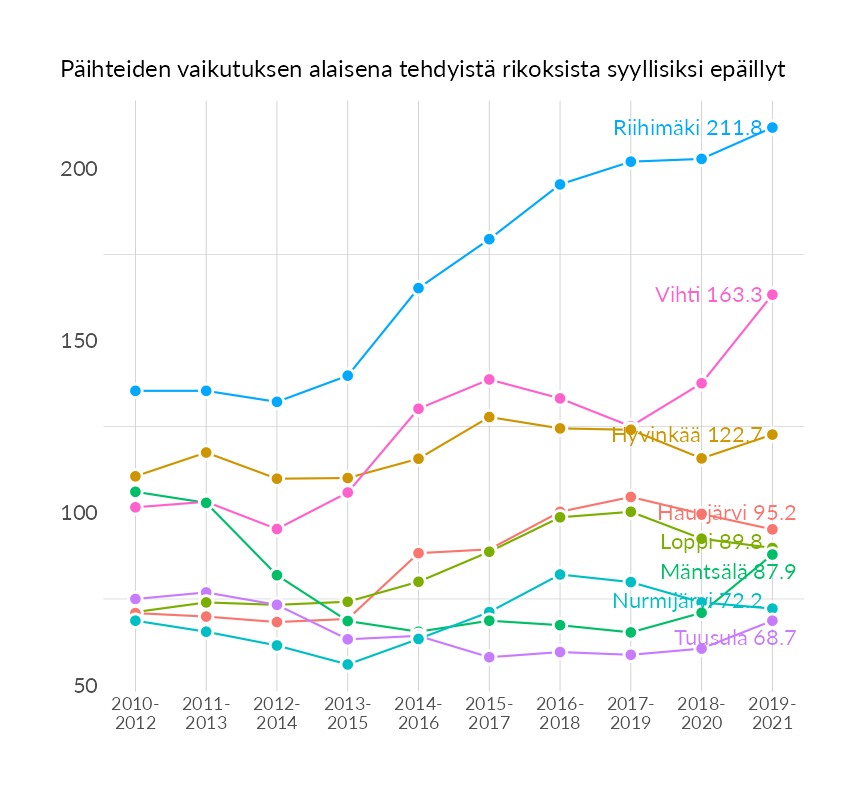 Päihteiden vaikutuksen alaisena tehdyistä rikoksista syyllisiksi epäillyt
Riihimäki 211.8
200
Vihti 163.3
150
Hyvinkää 122.7
100
Hausjärvi 95.2
Loppi 89.8
Mäntsälä 87.9
Nurmijärvi 72.2
Tuusula 68.7
50
2010-
2012
2011-
2013
2012-
2014
2013-
2015
2014-
2016
2015-
2017
2016-
2018
2017-
2019
2018-
2020
2019-
2021